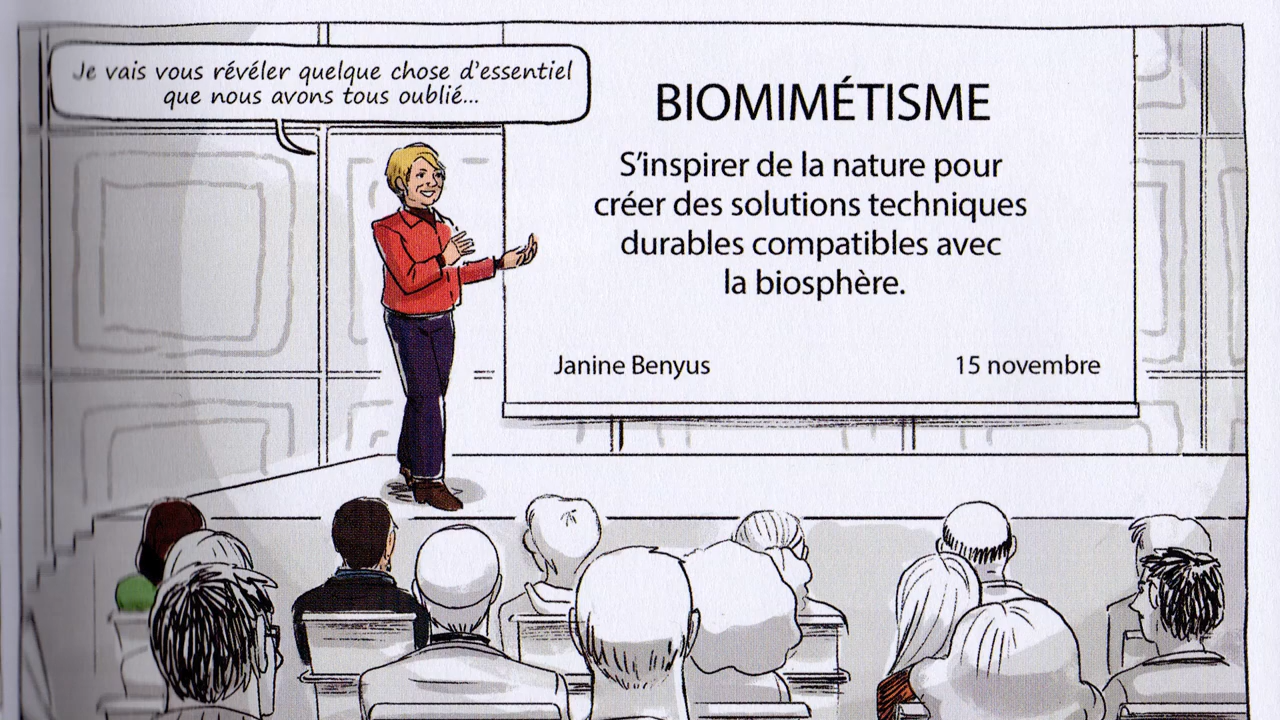 Je vais vous révéler quelque chose d'essentiel
que nous avons tous oublié...
BIOMIMÉTISME
S'inspirer de la nature pour
créer des solutions techniques
durables compatibles avec
la biosphère.
Janine Benyus
15 novembre